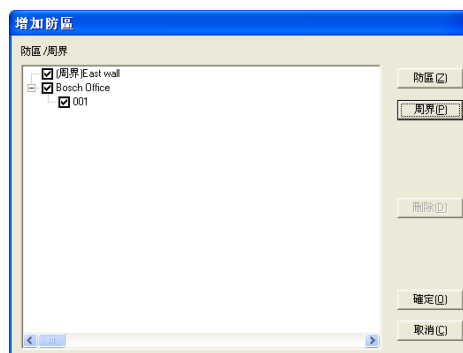 增加防區
防區/周界
(周界)East wall
Bosch Office
001
防區(Z)
周界(P)
刪除(D)
確定(O)
取消(C)